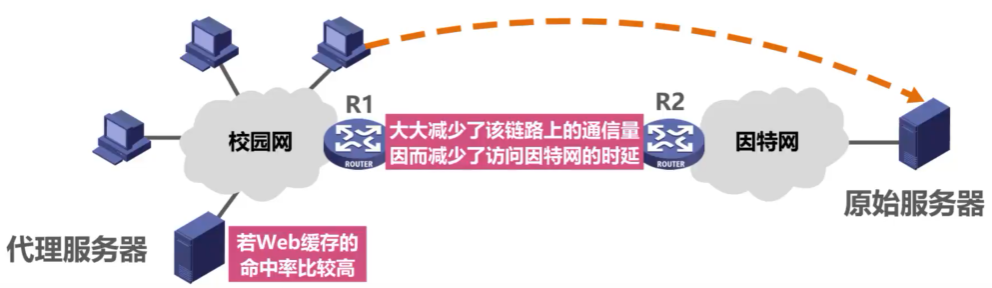 R1
R2
校园网
大大减少了该链路上的通信量
因而减少了访问因特网的时延
因特网
ROUTER
ROUTER
原始服务器
代理服务器
若Web缓存的
命中率比较高